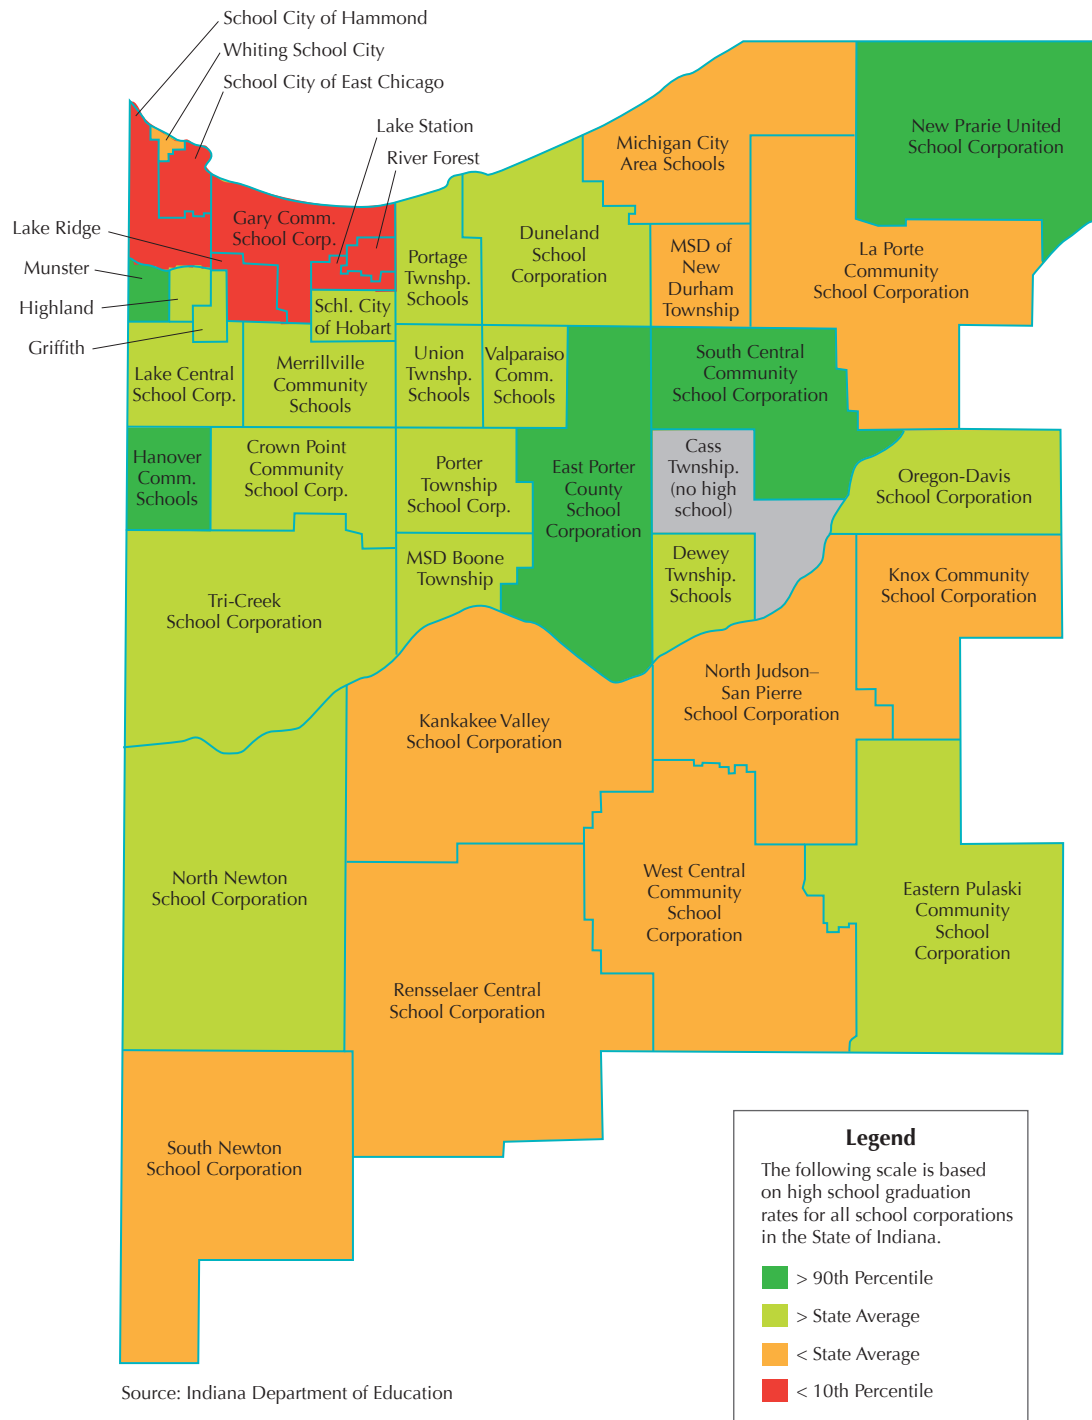 School City of Hammond
Whiting School City
School City of East Chicago
Lake Station
River Forest
Michigan City
Area Schools
New Prarie United
School Corporation
Gary Comm.
School Corp.
Lake Ridge
Munster
Highland
Griffith
Portage
Twnshp.
Schools
Duneland
School
Corporation
MSD of
New
Durham
Township
La Porte
Community
School Corporation
Schl. City
of Hobart
Lake Central
School Corp.
Merrillville
Community
Schools
Union
Twnshp.
Schools
Valparaiso
Comm.
Schools
South Central
Community
School Corporation
Hanover
Comm.
Schools
Crown Point
Community
School Corp.
Porter
Township
School Corp.
East Porter
County
School
Corporation
Cass
Twnship.
(no high
school)
Oregon-Davis
School Corporation
MSD Boone
Township
Dewey
Twnship.
Schools
Knox Community
School Corporation
Tri-Creek
School Corporation
North Judson–
San Pierre
School Corporation
Kankakee Valley
School Corporation
North Newton
School Corporation
West Central
Community
School
Corporation
Eastern Pulaski
Community
School
Corporation
Rensselaer Central
School Corporation
South Newton
School Corporation
Legend
The following scale is based
on high school graduation
rates for all school corporations
in the State of Indiana.
> 90th Percentile
> State Average
< State Average
< 10th Percentile
Source: Indiana Department of Education